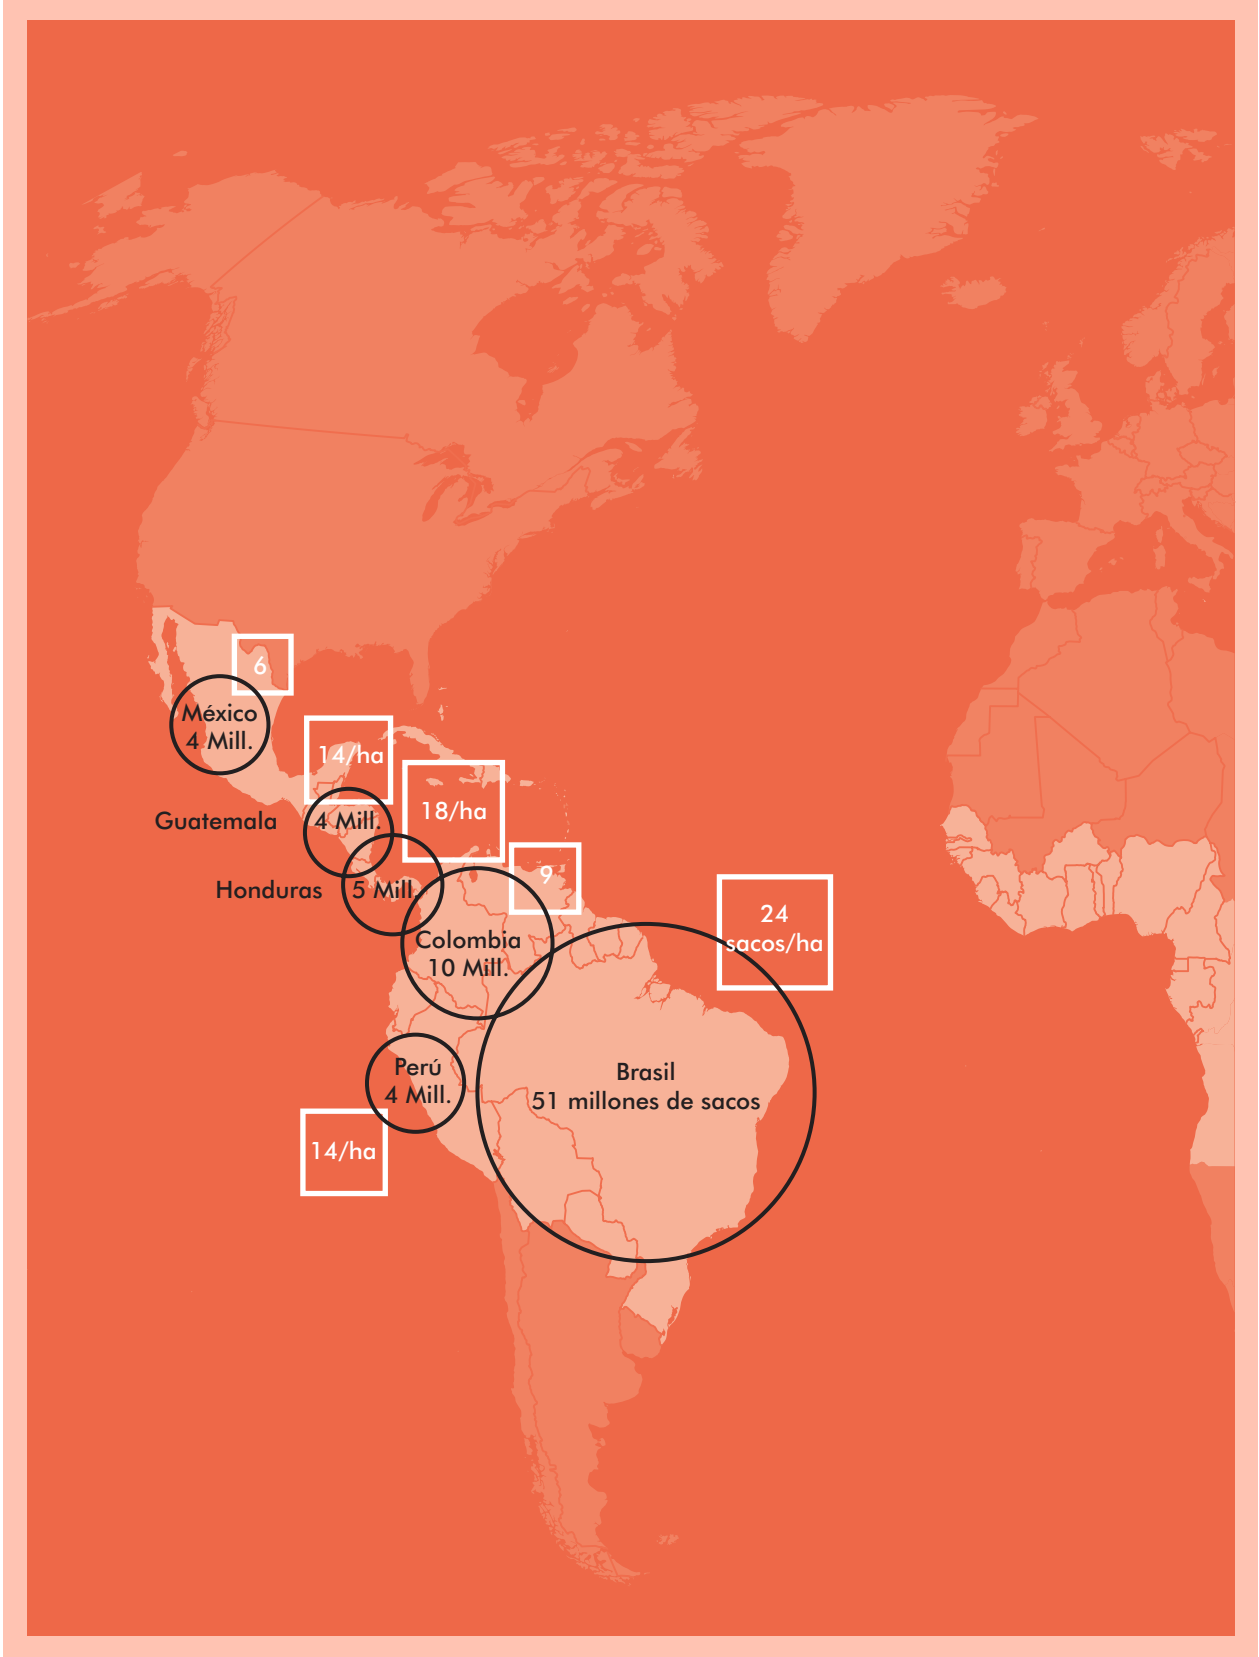 6
México
4 Mill.
14/ha
18/ha
Guatemala
4 Mill.
Honduras
5 Mill.
9
24
sacos/ha
Colombia
10 Mill.
Perú
4 Mill.
Brasil
51 millones de sacos
14/ha